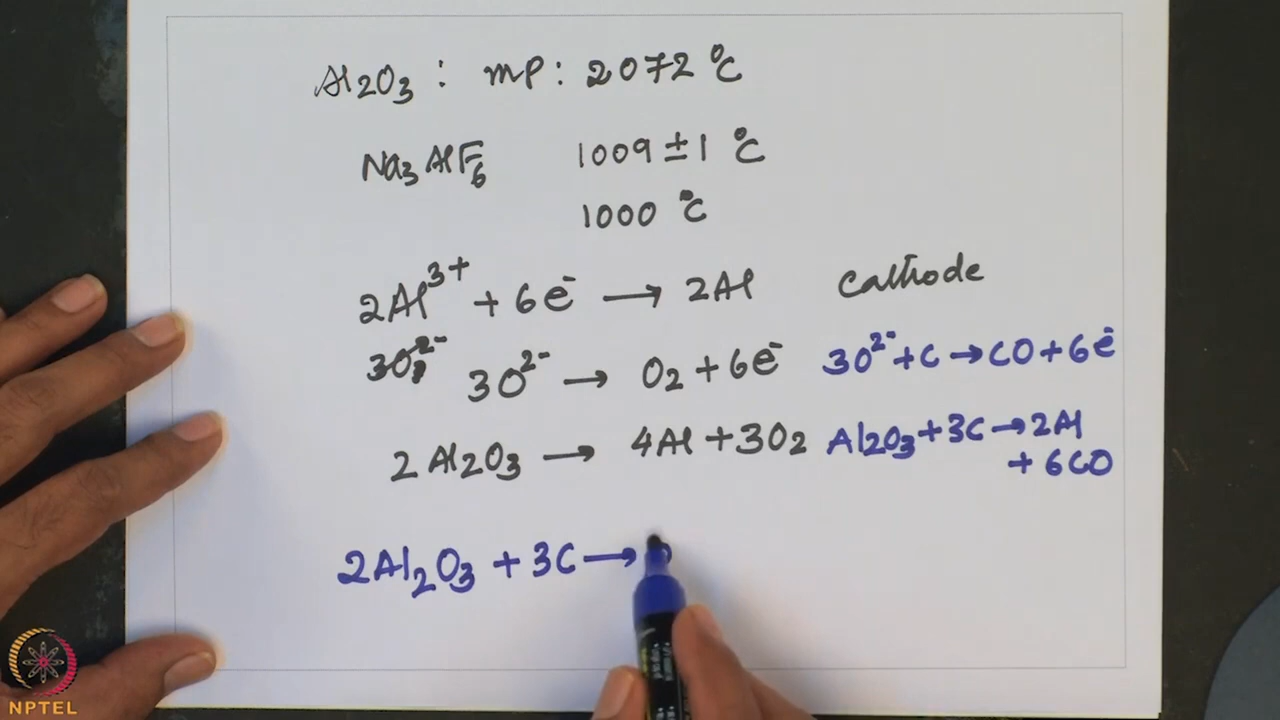 Al2O3 : mp : 2072 °C
Na3AlF6 1009 ± 1 °C
1000 °C
2Al³⁺ + 6e⁻ → 2Al Cathode
3O²⁻ 3O²⁻ → O2 + 6e⁻ 3O²⁻ + C → CO + 6e⁻
2Al2O3 → 4Al + 3O2 Al2O3 + 3C → 2Al
+ 6CO
2Al2O3 + 3C →
NPTEL